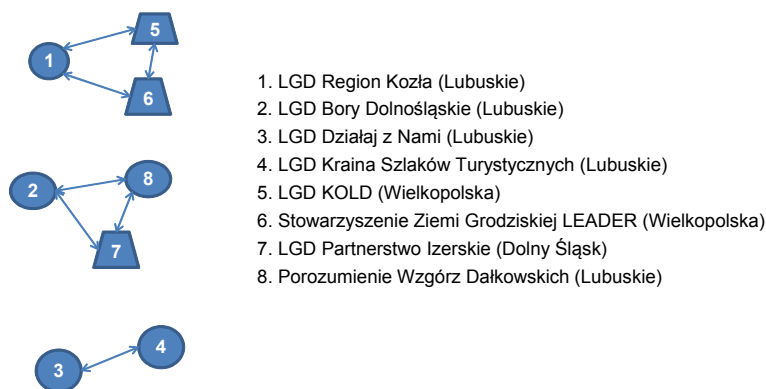 5
1
6
8
2
7
4
3
1. LGD Region Kozła (Lubuskie)
2. LGD Bory Dolnośląskie (Lubuskie)
3. LGD Działaj z Nami (Lubuskie)
4. LGD Kraina Szlaków Turystycznych (Lubuskie)
5. LGD KOLD (Wielkopolska)
6. Stowarzyszenie Ziemi Grodziskiej LEADER (Wielkopolska)
7. LGD Partnerstwo Izerskie (Dolny Śląsk)
8. Porozumienie Wzgórz Dałkowskich (Lubuskie)